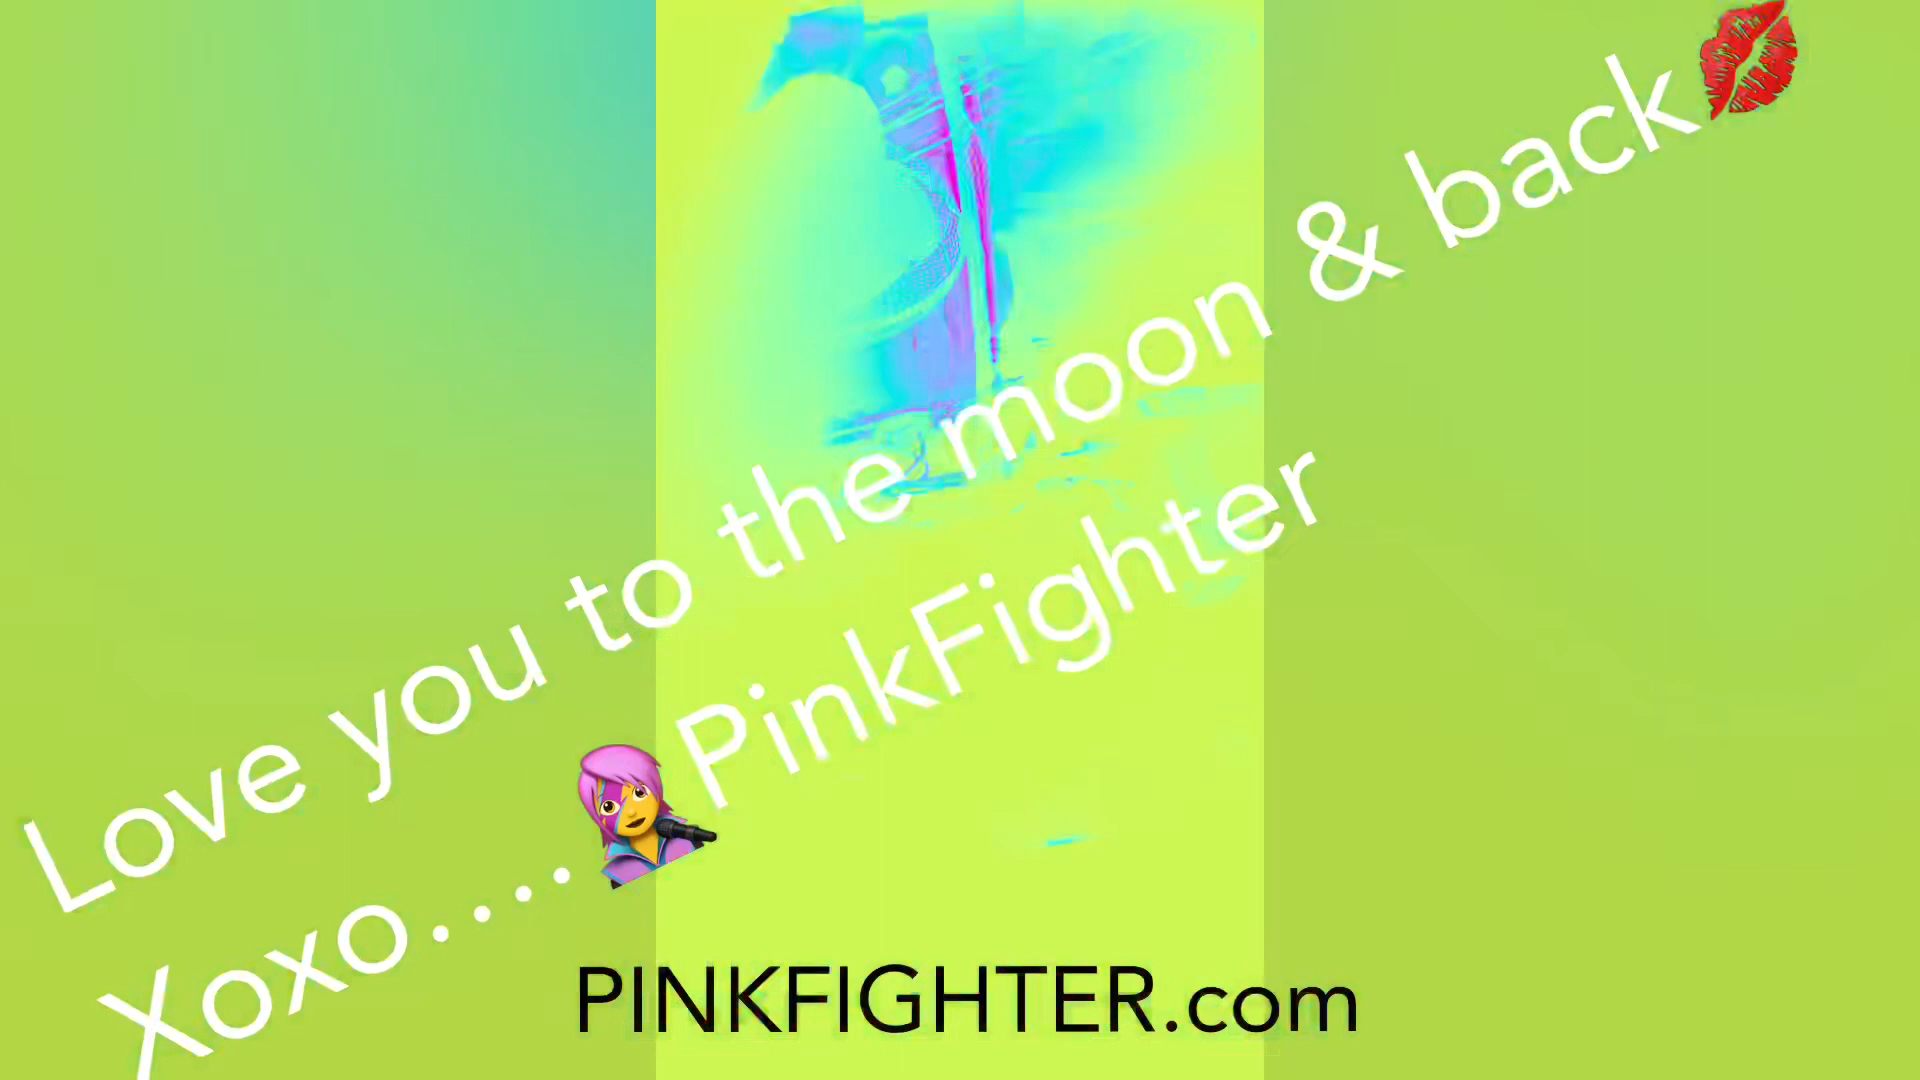 Love you to the moon & back💋
Xoxo.....👩‍🎤PinkFighter
PINKFIGHTER.com